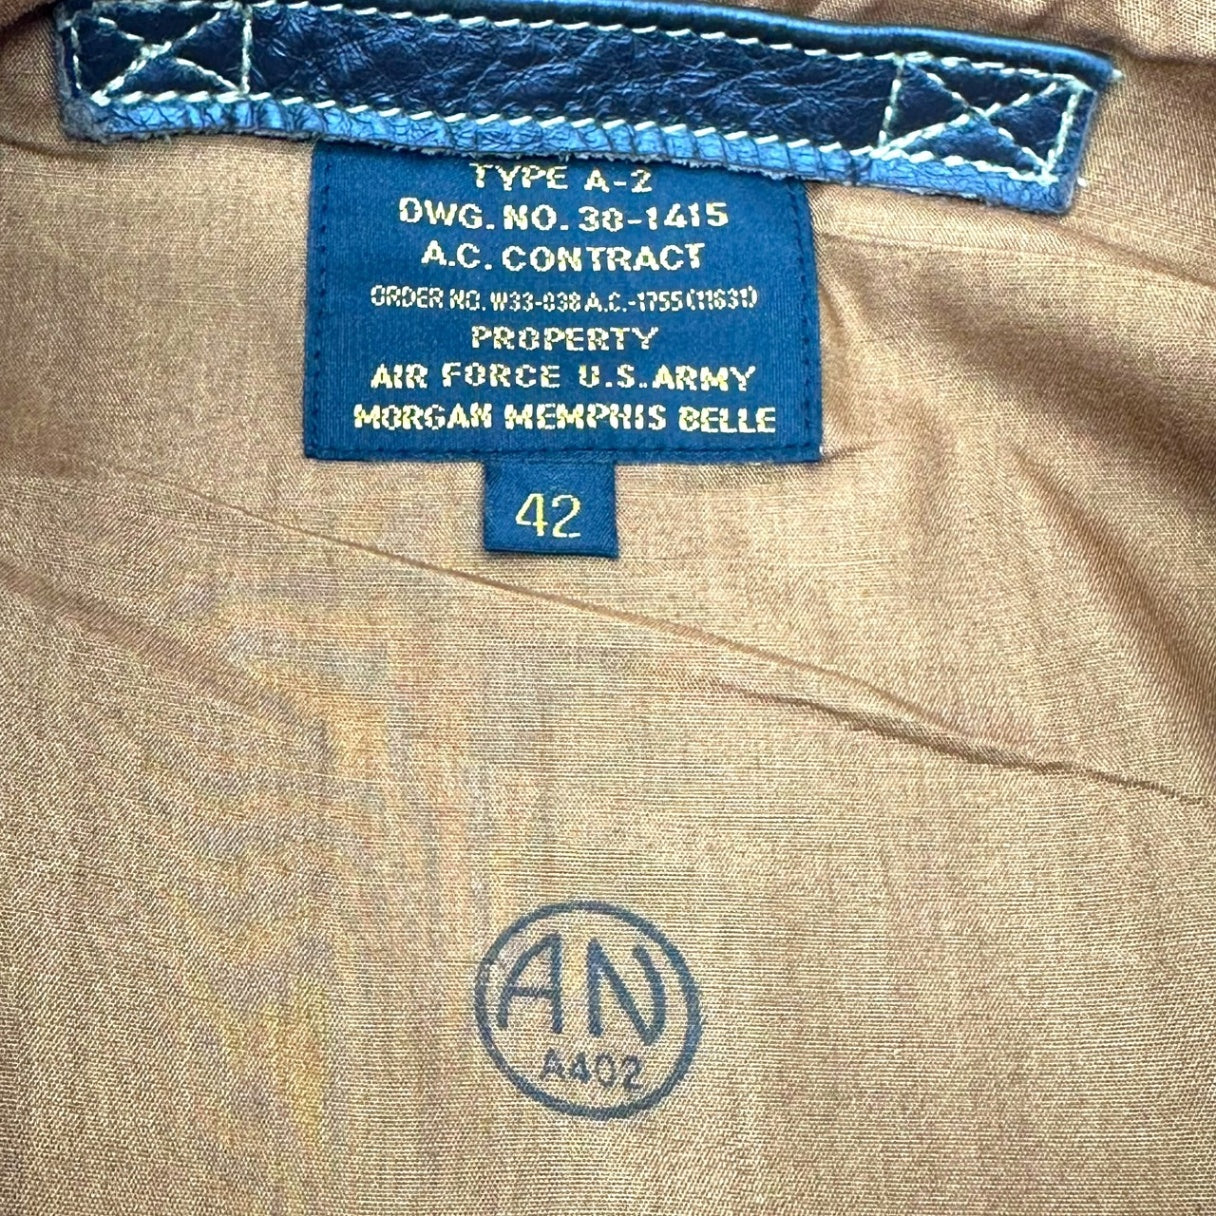 TYPE A-2
DWG. NO. 30-1415
A.C. CONTRACT
ORDER NO. W33-038 A.C.-1755 (11631)
PROPERTY
AIR FORCE U.S. ARMY
MORGAN MEMPHIS BELLE
42
AN
A402